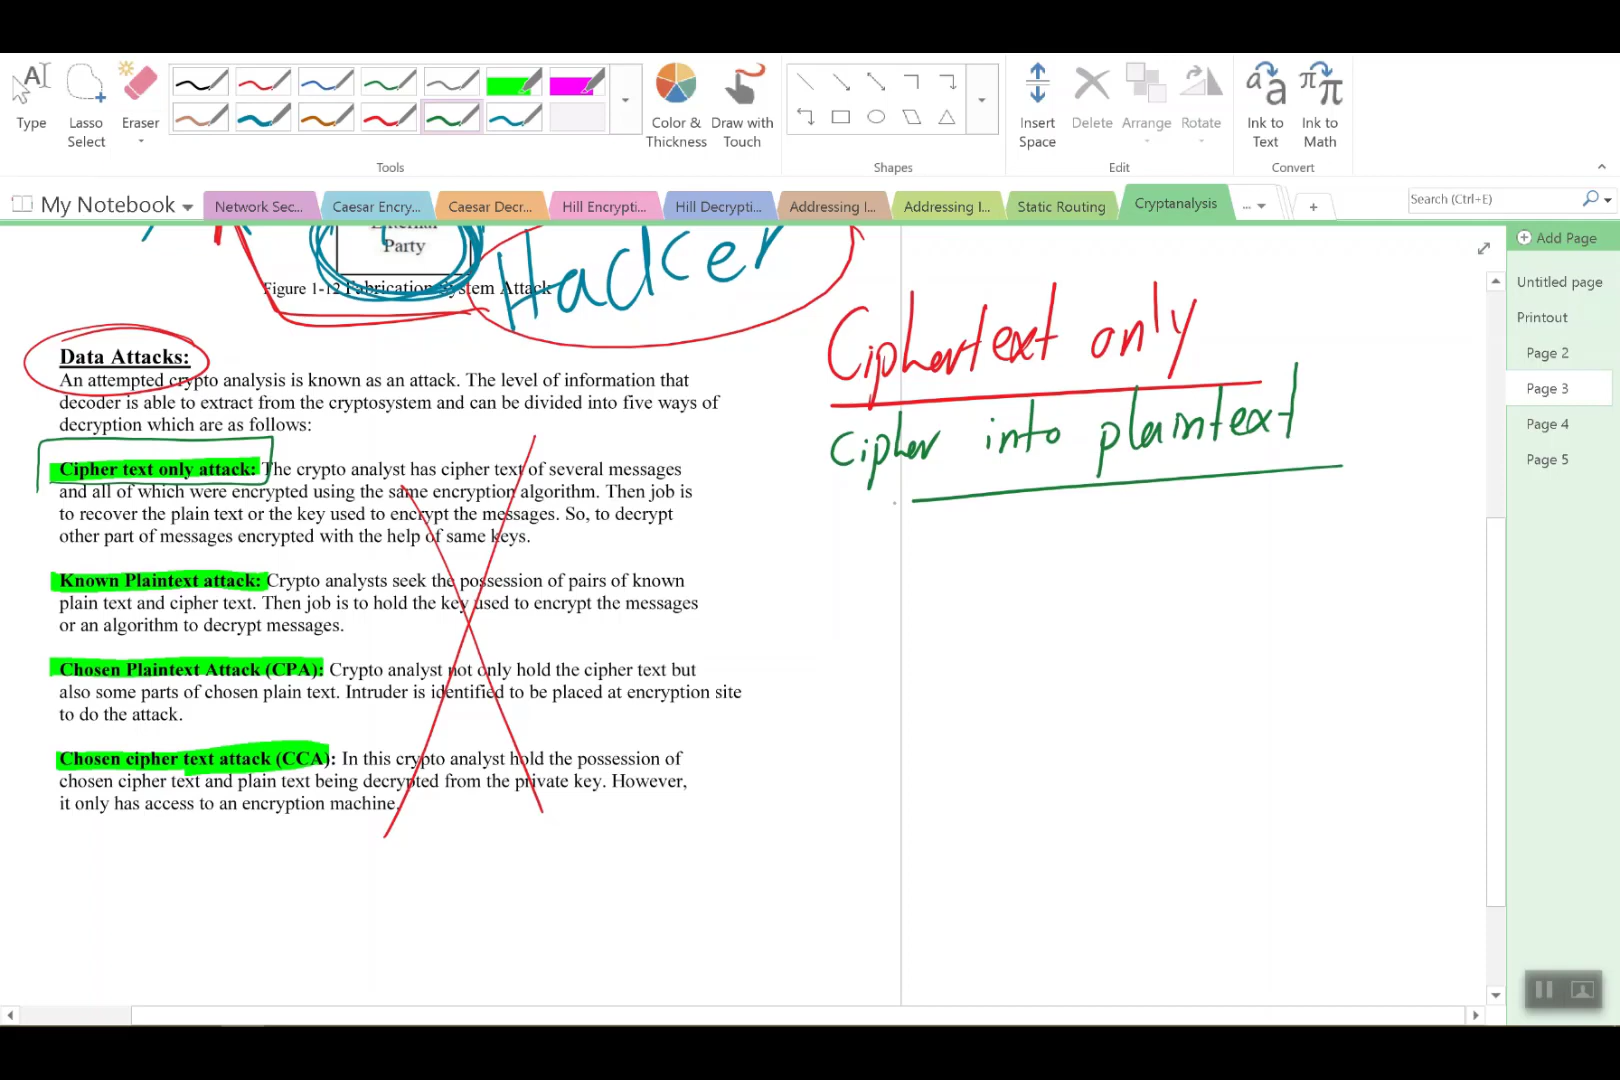 Type
Lasso Select
Eraser
Color & Thickness
Draw with Touch
Insert Space
Delete
Arrange
Rotate
Ink to Text
Ink to Math
Tools
Shapes
Edit
Convert
My Notebook
Network Sec...
Caesar Encry...
Caesar Decr...
Hill Encrypti...
Hill Decrypti...
Addressing I...
Addressing I...
Static Routing
Cryptanalysis
...
Search (Ctrl+E)
Add Page
Untitled page
Printout
Page 2
Page 3
Page 4
Page 5
External
Party
Hadcer
Figure 1-12 Fabrication System Attack
Data Attacks:
An attempted crypto analysis is known as an attack. The level of information that
decoder is able to extract from the cryptosystem and can be divided into five ways of
decryption which are as follows:
Cipher text only attack: The crypto analyst has cipher text of several messages
and all of which were encrypted using the same encryption algorithm. Then job is
to recover the plain text or the key used to encrypt the messages. So, to decrypt
other part of messages encrypted with the help of same keys.
Known Plaintext attack: Crypto analysts seek the possession of pairs of known
plain text and cipher text. Then job is to hold the key used to encrypt the messages
or an algorithm to decrypt messages.
Chosen Plaintext Attack (CPA): Crypto analyst not only hold the cipher text but
also some parts of chosen plain text. Intruder is identified to be placed at encryption site
to do the attack.
Chosen cipher text attack (CCA): In this crypto analyst hold the possession of
chosen cipher text and plain text being decrypted from the private key. However,
it only has access to an encryption machine.
Ciphertext only
cipher into plaintext